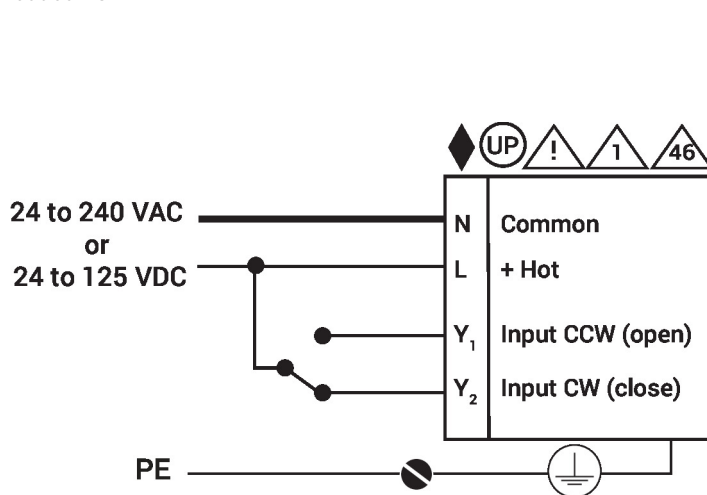 UP ! 1 46
24 to 240 VAC
or
24 to 125 VDC
N Common
L + Hot
Y1 Input CCW (open)
Y2 Input CW (close)
PE